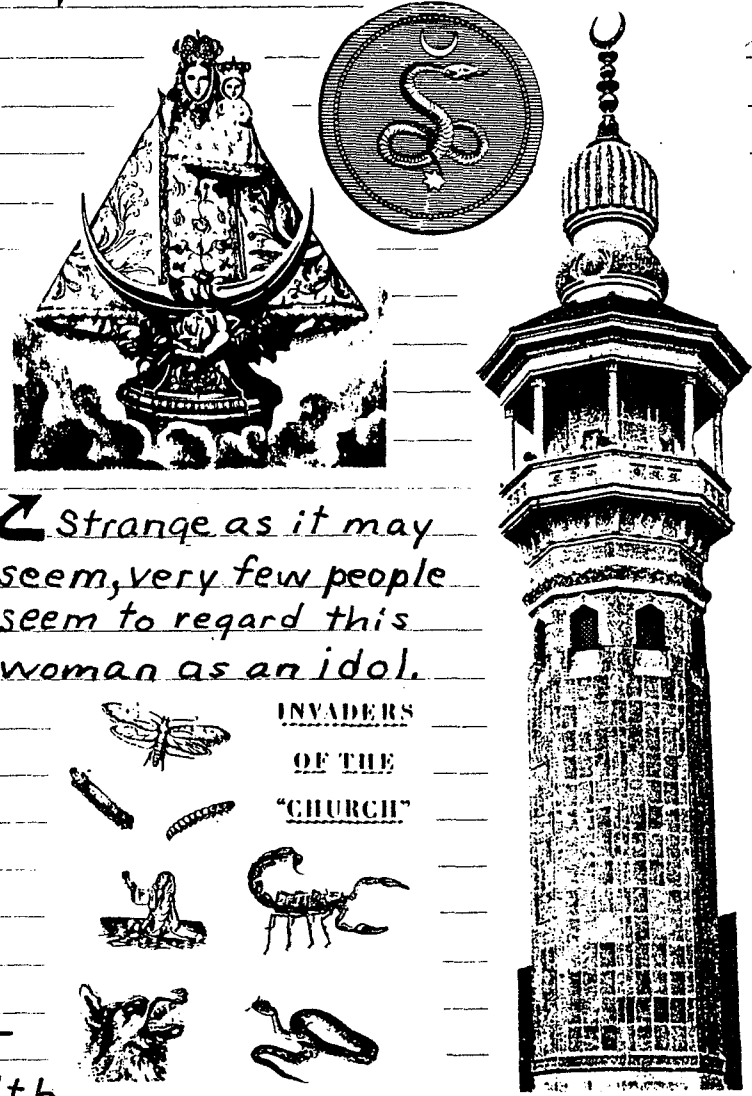 Strange as it may
seem, very few people
seem to regard this
woman as an idol.
INVADERS
OF THE
"CHURCH"